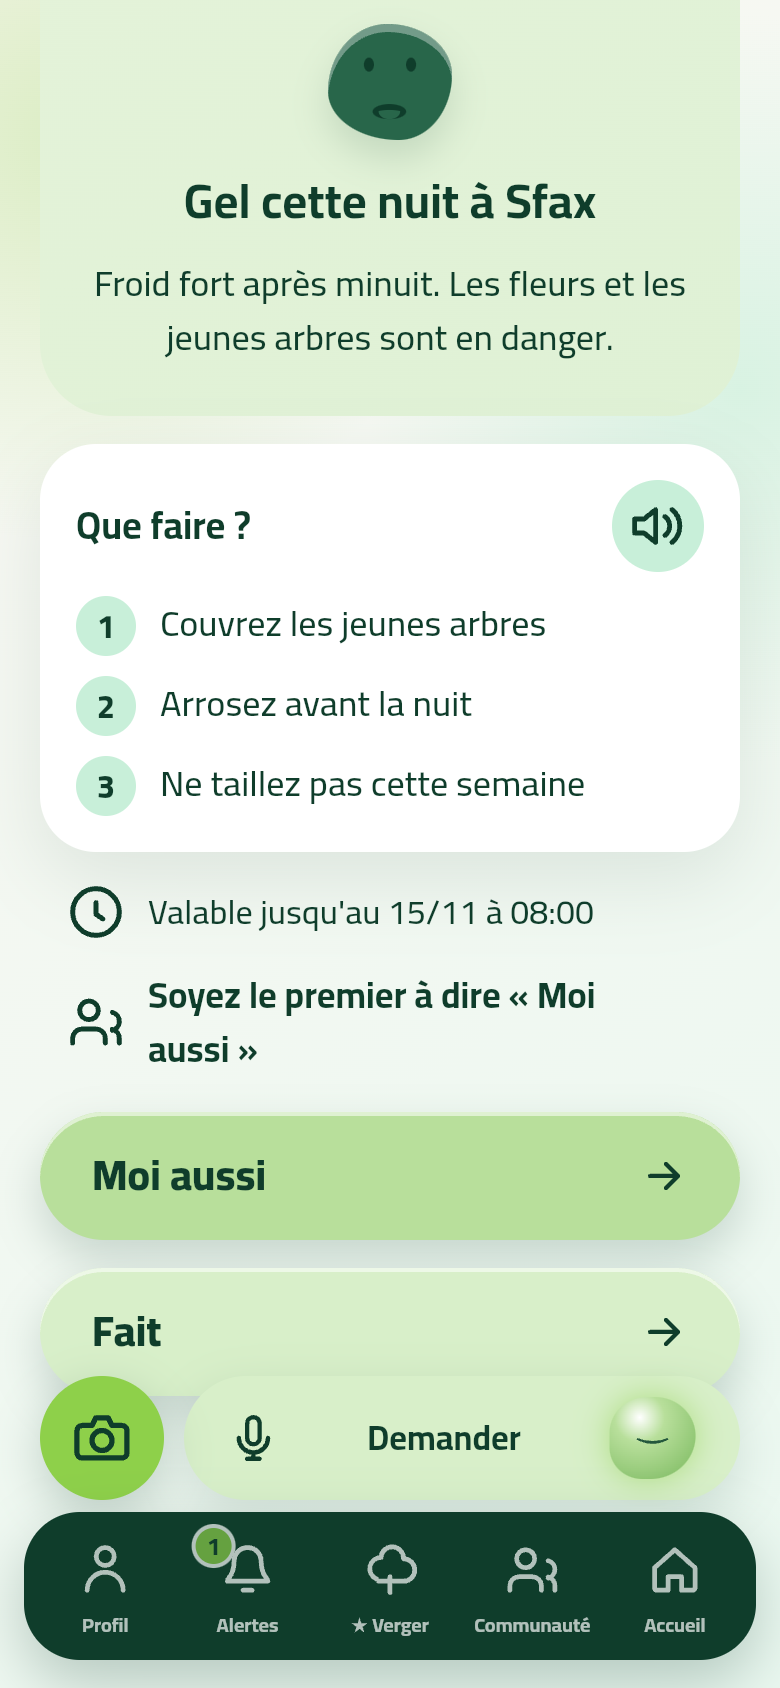 Gel cette nuit à Sfax
Froid fort après minuit. Les fleurs et les
jeunes arbres sont en danger.
Que faire ?
1 Couvrez les jeunes arbres
2 Arrosez avant la nuit
3 Ne taillez pas cette semaine
Valable jusqu'au 15/11 à 08:00
Soyez le premier à dire « Moi
aussi »
Moi aussi
Fait
Demander
1
Profil
Alertes
★ Verger
Communauté
Accueil